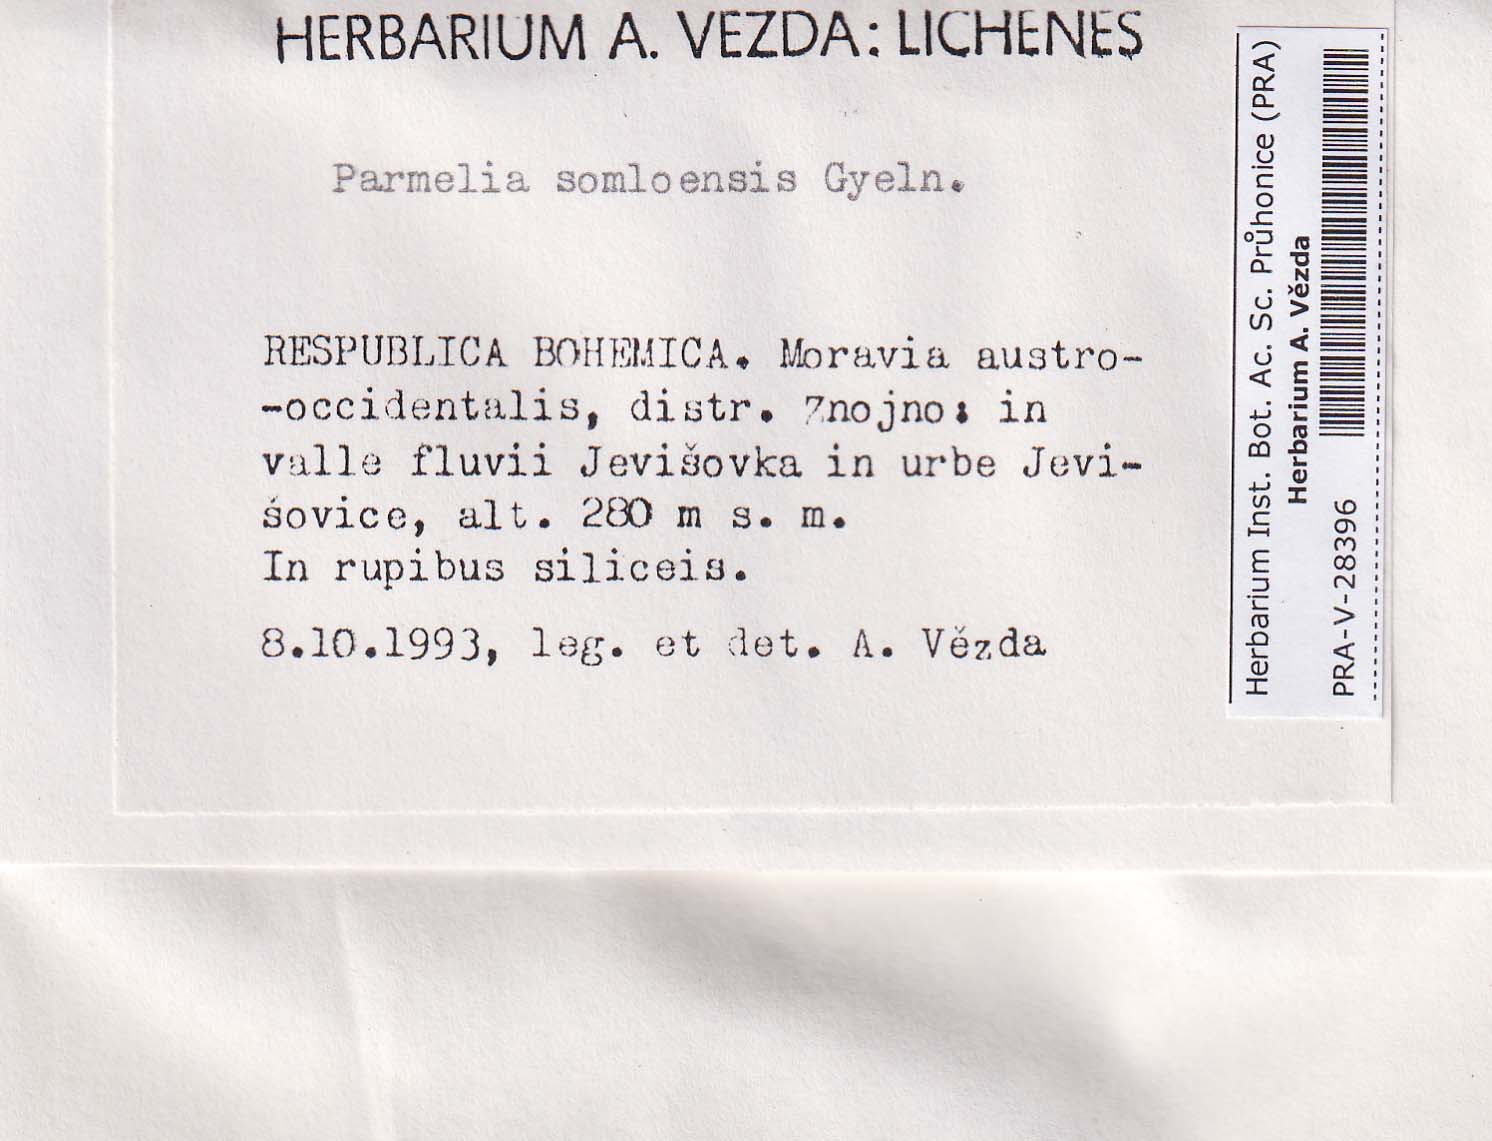 HERBARIUM A. VEZDA: LICHENES
Parmelia somloensis Gyeln.
RESPUBLICA BOHEMICA. Moravia austro-
-occidentalis, distr. Znojno: in
valle fluvii Jevišovka in urbe Jevi-
šovice, alt. 280 m s. m.
In rupibus siliceis.
8.10.1993, leg. et det. A. Vězda
Herbarium Inst. Bot. Ac. Sc. Průhonice (PRA)
Herbarium A. Vězda
PRA-V-28396